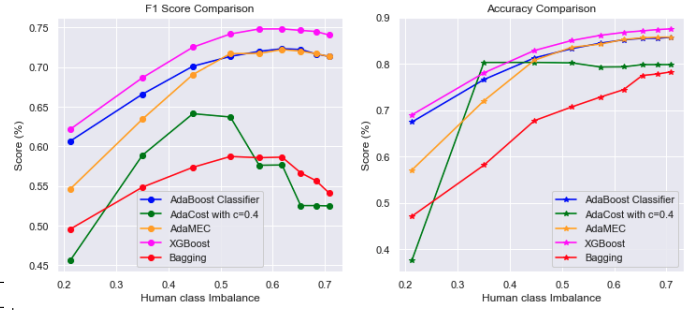 F1 Score Comparison
Score (%)
0.75
0.70
0.65
0.60
0.55
0.50
0.45
AdaBoost Classifier
AdaCost with c=0.4
AdaMEC
XGBoost
Bagging
0.2 0.3 0.4 0.5 0.6 0.7
Human class Imbalance
Accuracy Comparison
Score (%)
0.9
0.8
0.7
0.6
0.5
0.4
AdaBoost Classifier
AdaCost with c=0.4
AdaMEC
XGBoost
Bagging
0.2 0.3 0.4 0.5 0.6 0.7
Human class Imbalance